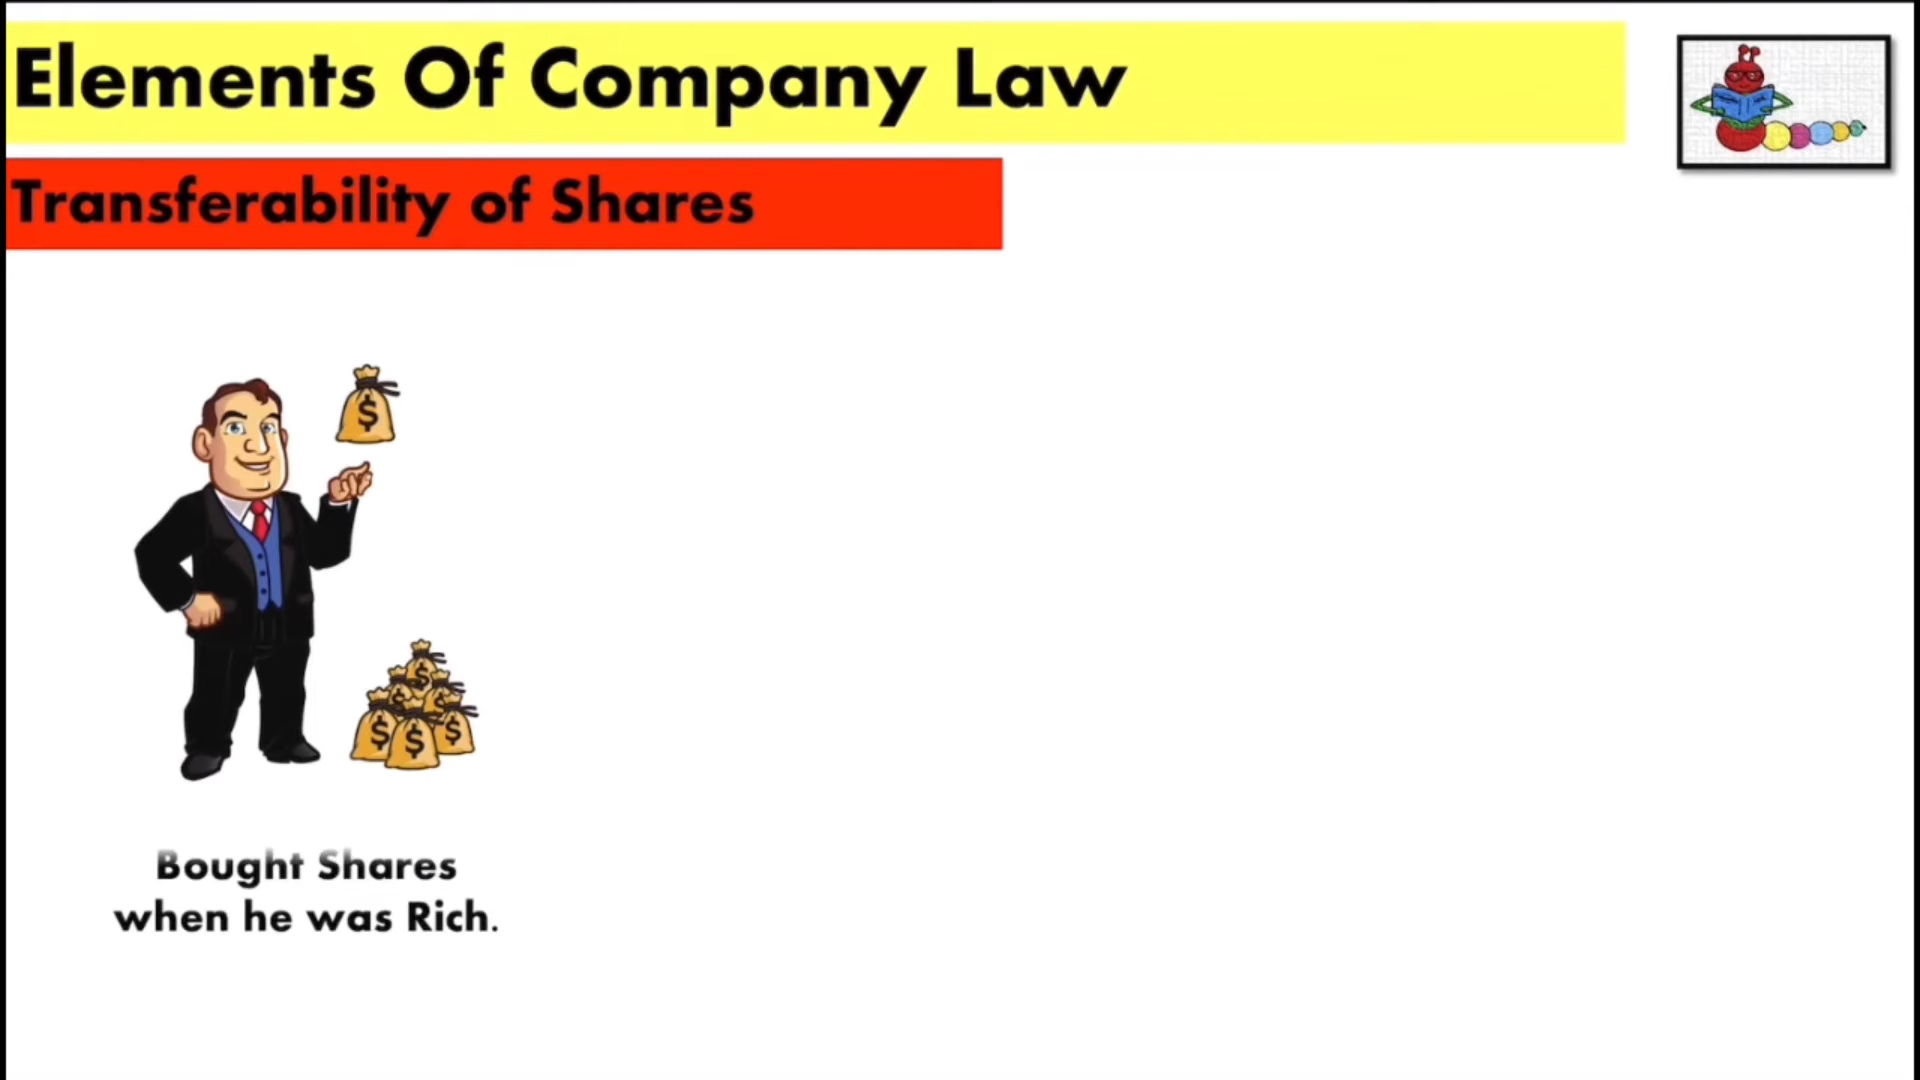 Elements Of Company Law
Transferability of Shares
$
$
$
$
$
$
$
Bought Shares
when he was Rich.